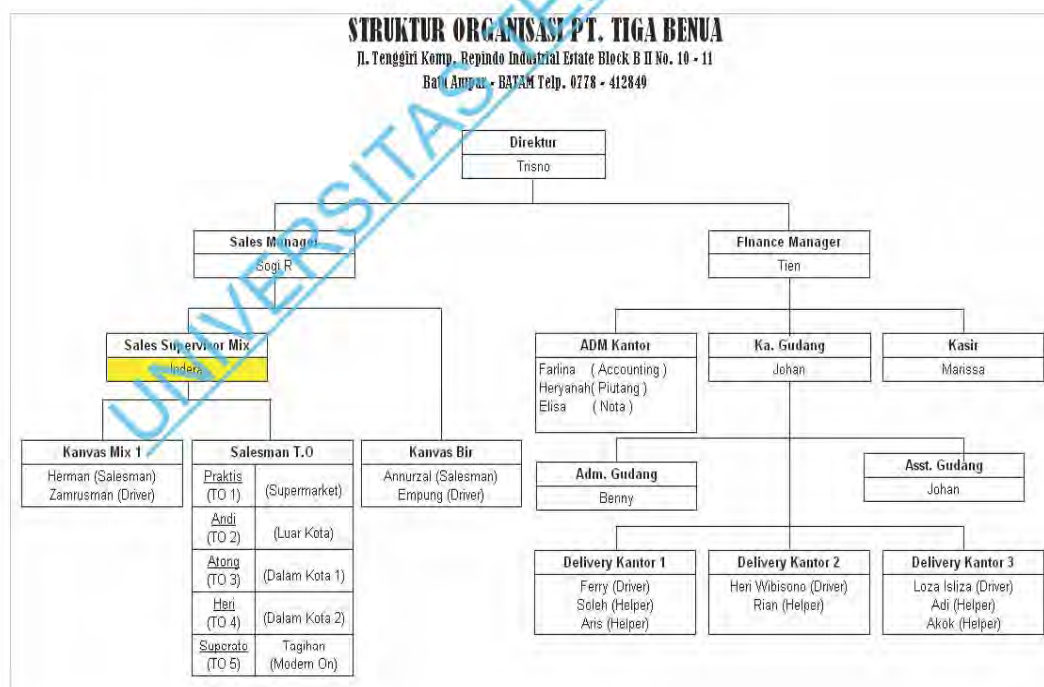 STRUKTUR ORGANISASI PT. TIGA BENUA
Jl. Tenggiri Komp. Repindo Industrial Estate Block B II No. 10 - 11
Batu Ampar - BATAM Telp. 0778 - 412849
Direktur
Trisno
Sales Manager
Sogi R
Finance Manager
Tien
Sales Supervisor Mix
Indera
ADM Kantor
Farlina ( Accounting )
Heryanah( Piutang )
Elisa ( Nota )
Ka. Gudang
Johan
Kasir
Marissa
Kanvas Mix 1
Herman (Salesman)
Zamrusman (Driver)
Salesman T.O
Praktis
(TO 1)
(Supermarket)
Andi
(TO 2)
(Luar Kota)
Atong
(TO 3)
(Dalam Kota 1)
Heri
(TO 4)
(Dalam Kota 2)
Suprato
(TO 5)
Tagihan
(Modern On)
Kanvas Bir
Annurzal (Salesman)
Empung (Driver)
Adm. Gudang
Benny
Asst. Gudang
Johan
Delivery Kantor 1
Ferry (Driver)
Soleh (Helper)
Aris (Helper)
Delivery Kantor 2
Heri Wibisono (Driver)
Rian (Helper)
Delivery Kantor 3
Loza Isliza (Driver)
Adi (Helper)
Akok (Helper)
UNIVERSITAS